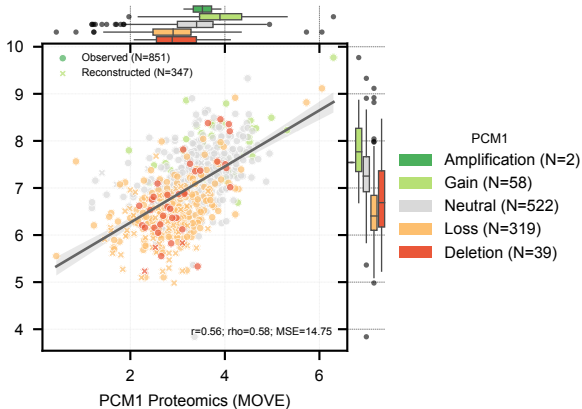 10
9
8
7
6
5
4
Observed (N=851)
Reconstructed (N=347)
r=0.56; rho=0.58; MSE=14.75
2
4
6
PCM1 Proteomics (MOVE)
PCM1
Amplification (N=2)
Gain (N=58)
Neutral (N=522)
Loss (N=319)
Deletion (N=39)